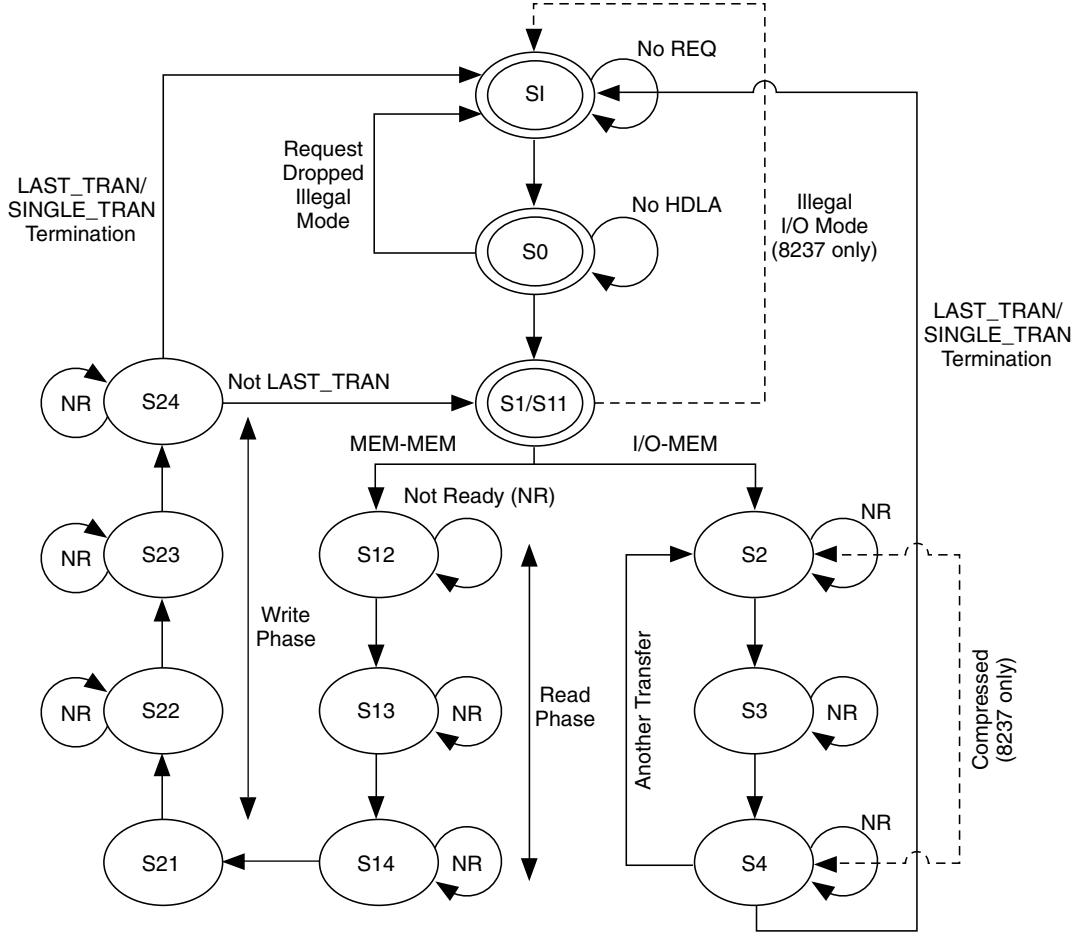 SI
No REQ
Request
Dropped
Illegal
Mode
LAST_TRAN/
SINGLE_TRAN
Termination
S0
No HDLA
Illegal
I/O Mode
(8237 only)
LAST_TRAN/
SINGLE_TRAN
Termination
NR
S24
Not LAST_TRAN
S1/S11
MEM-MEM
I/O-MEM
Not Ready (NR)
NR
S23
S12
S2
NR
Write
Phase
Read
Phase
Another Transfer
Compressed
(8237 only)
NR
S22
S13
NR
S3
NR
S21
S14
NR
S4
NR